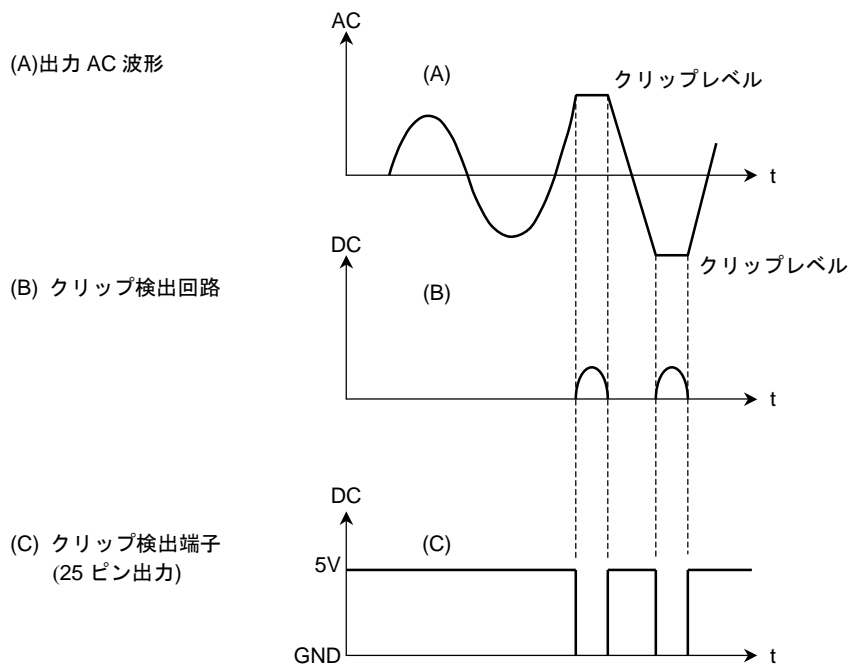 AC
(A)出力 AC 波形
(A)
クリップレベル
t
DC
クリップレベル
(B) クリップ検出回路
(B)
t
DC
(C) クリップ検出端子
(25 ピン出力)
(C)
5V
GND
t